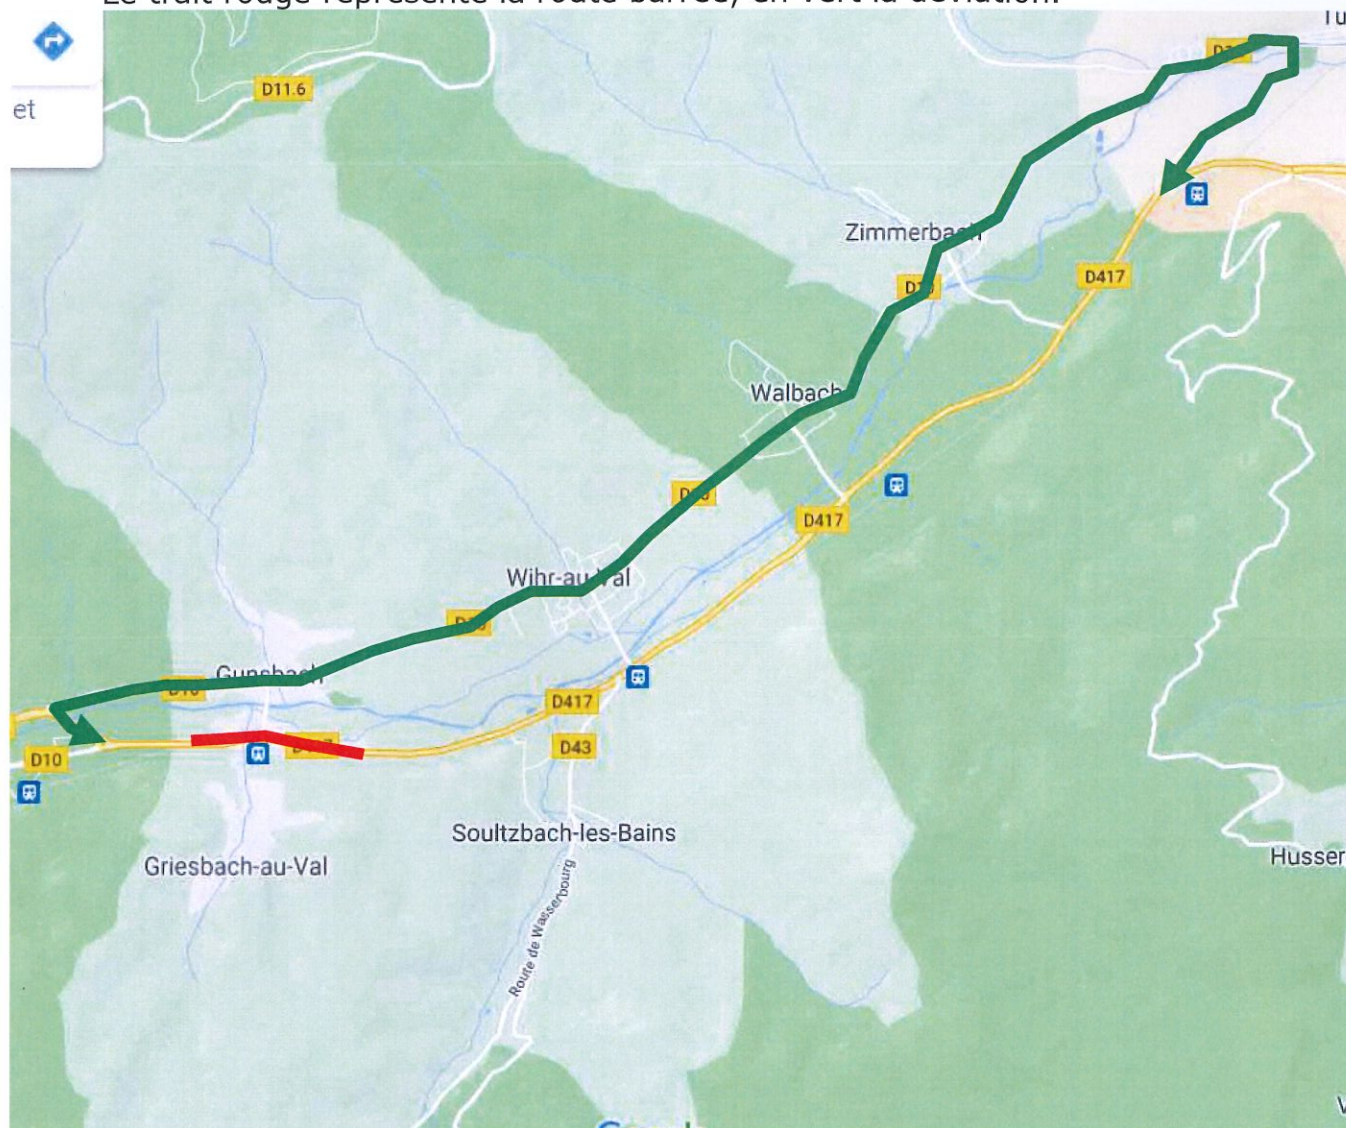 Le trait rouge représente la route barrée, en vert la déviation.
Tu
D11.6
et
Zimmerbach
D417
Walbach
D417
Wihr-au-Val
Gunsbach
D10
D417
D43
D10
Soultzbach-les-Bains
Griesbach-au-Val
Husser
Route de Wasserbourg